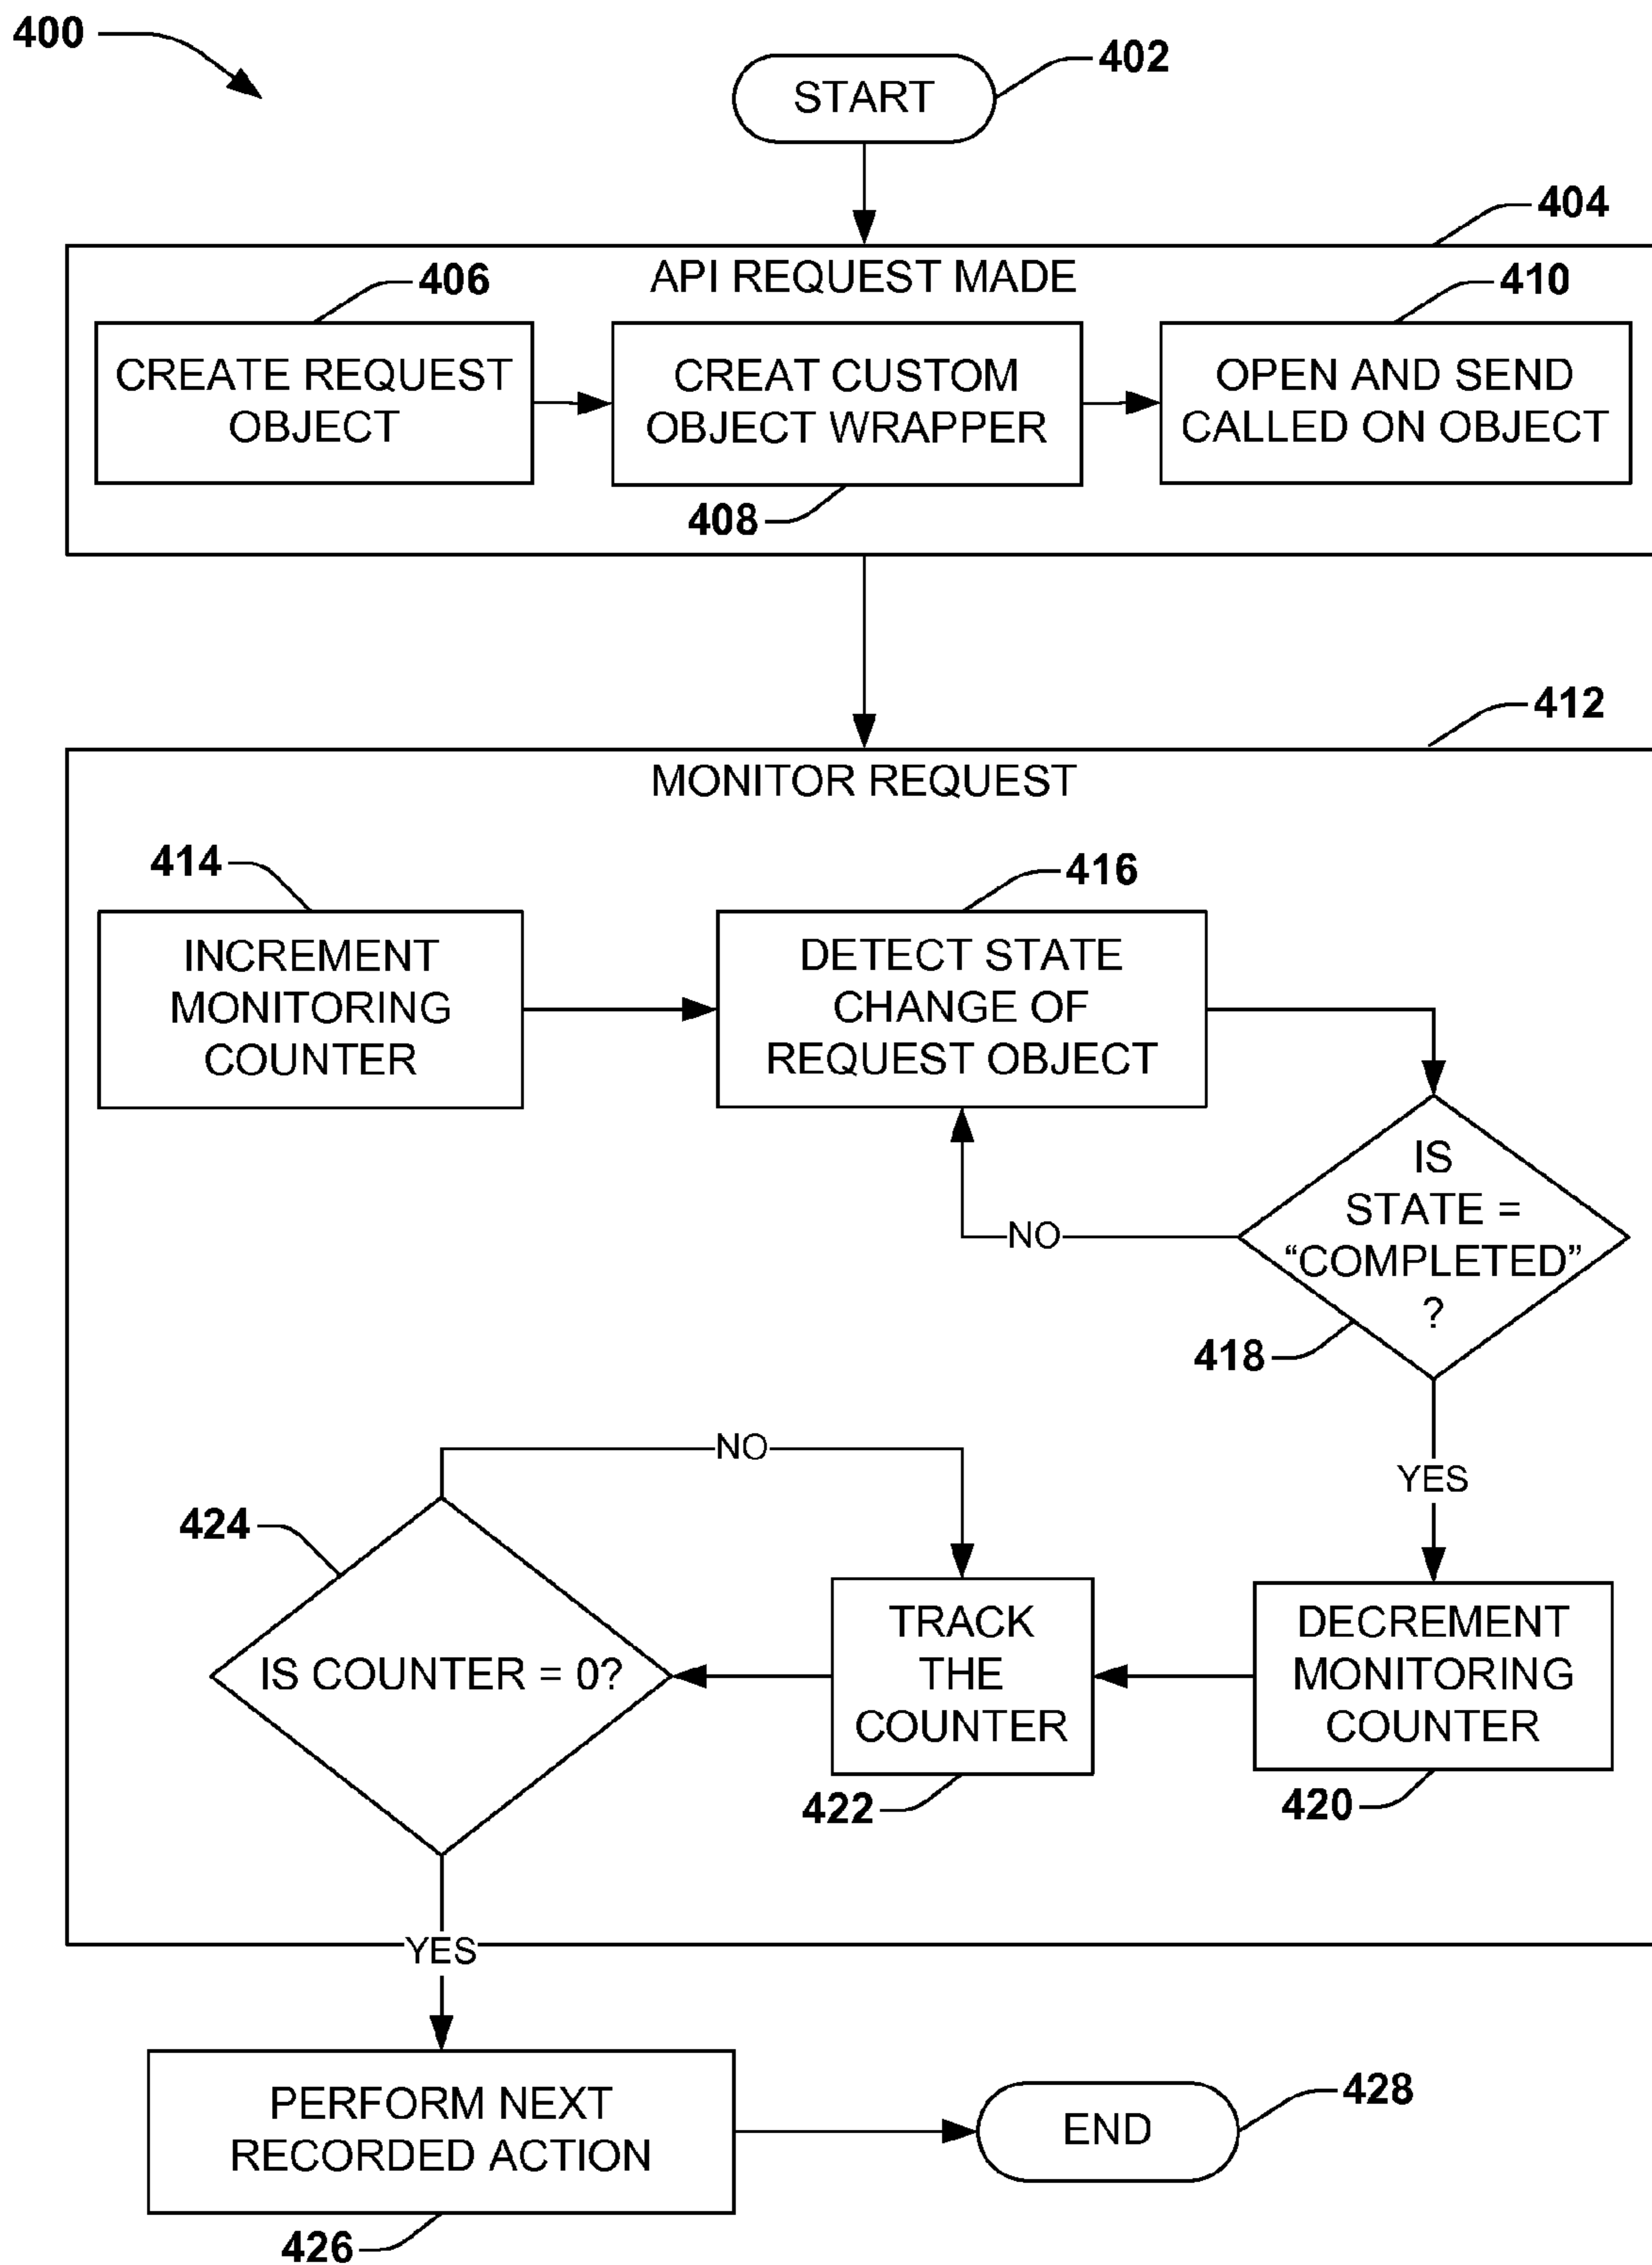 400
402
START
404
API REQUEST MADE
406
410
CREATE REQUEST
OBJECT
CREAT CUSTOM
OBJECT WRAPPER
OPEN AND SEND
CALLED ON OBJECT
408
412
MONITOR REQUEST
414
416
INCREMENT
MONITORING
COUNTER
DETECT STATE
CHANGE OF
REQUEST OBJECT
IS
STATE =
“COMPLETED”
?
NO
418
NO
YES
424
IS COUNTER = 0?
TRACK
THE
COUNTER
DECREMENT
MONITORING
COUNTER
422
420
YES
PERFORM NEXT
RECORDED ACTION
END
428
426